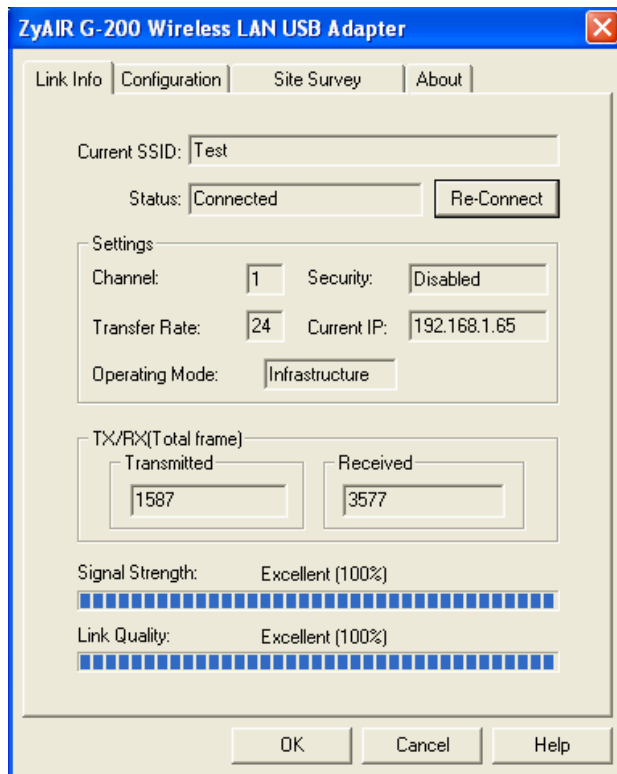 ZyAIR G-200 Wireless LAN USB Adapter
Link Info Configuration Site Survey About
Current SSID: Test
Status: Connected Re-Connect
Settings
Channel: 1 Security: Disabled
Transfer Rate: 24 Current IP: 192.168.1.65
Operating Mode: Infrastructure
TX/RX(Total frame)
Transmitted Received
1587 3577
Signal Strength: Excellent (100%)
Link Quality: Excellent (100%)
OK Cancel Help